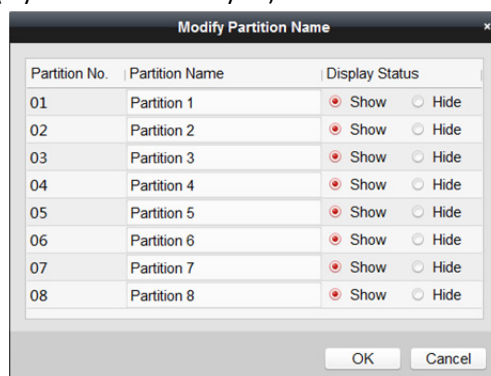 Modify Partition Name ×
Partition No. Partition Name Display Status
01 Partition 1 Show Hide
02 Partition 2 Show Hide
03 Partition 3 Show Hide
04 Partition 4 Show Hide
05 Partition 5 Show Hide
06 Partition 6 Show Hide
07 Partition 7 Show Hide
08 Partition 8 Show Hide
OK Cancel